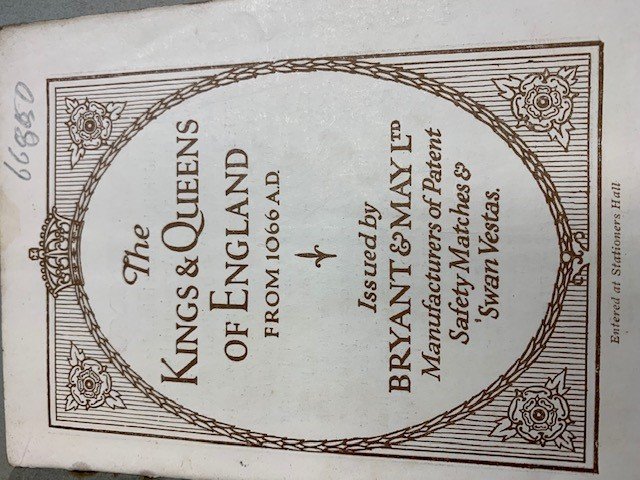 The
KINGS & QUEENS
OF ENGLAND
FROM 1066 A.D.
Issued by
BRYANT & MAY LTD
Manufacturers of Patent
Safety Matches &
'Swan Vestas.
Entered at Stationers Hall